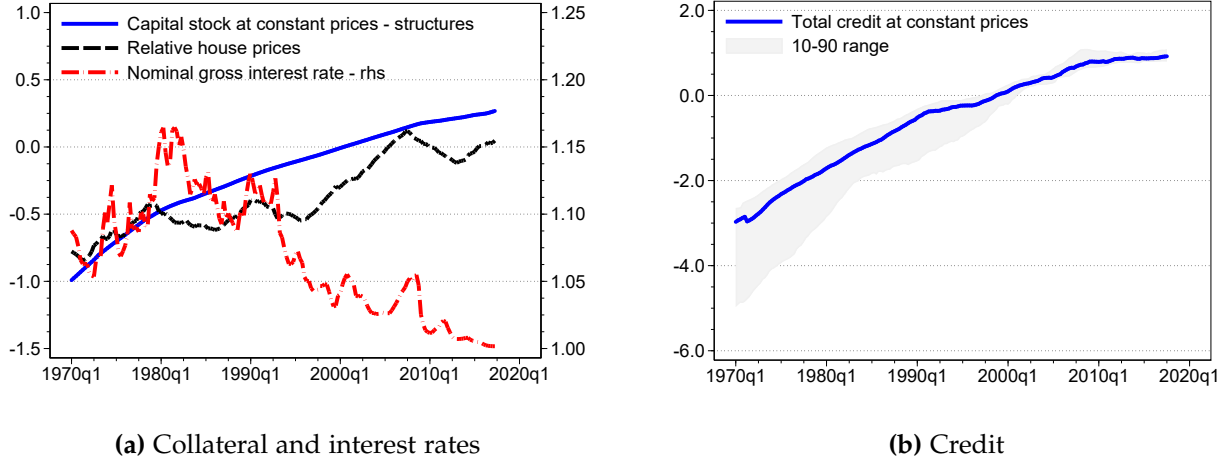 Capital stock at constant prices - structures
Relative house prices
Nominal gross interest rate - rhs
1.0
0.5
0.0
-0.5
-1.0
-1.5
1.25
1.20
1.15
1.10
1.05
1.00
1970q1 1980q1 1990q1 2000q1 2010q1 2020q1
(a) Collateral and interest rates
Total credit at constant prices
10-90 range
2.0
0.0
-2.0
-4.0
-6.0
1970q1 1980q1 1990q1 2000q1 2010q1 2020q1
(b) Credit